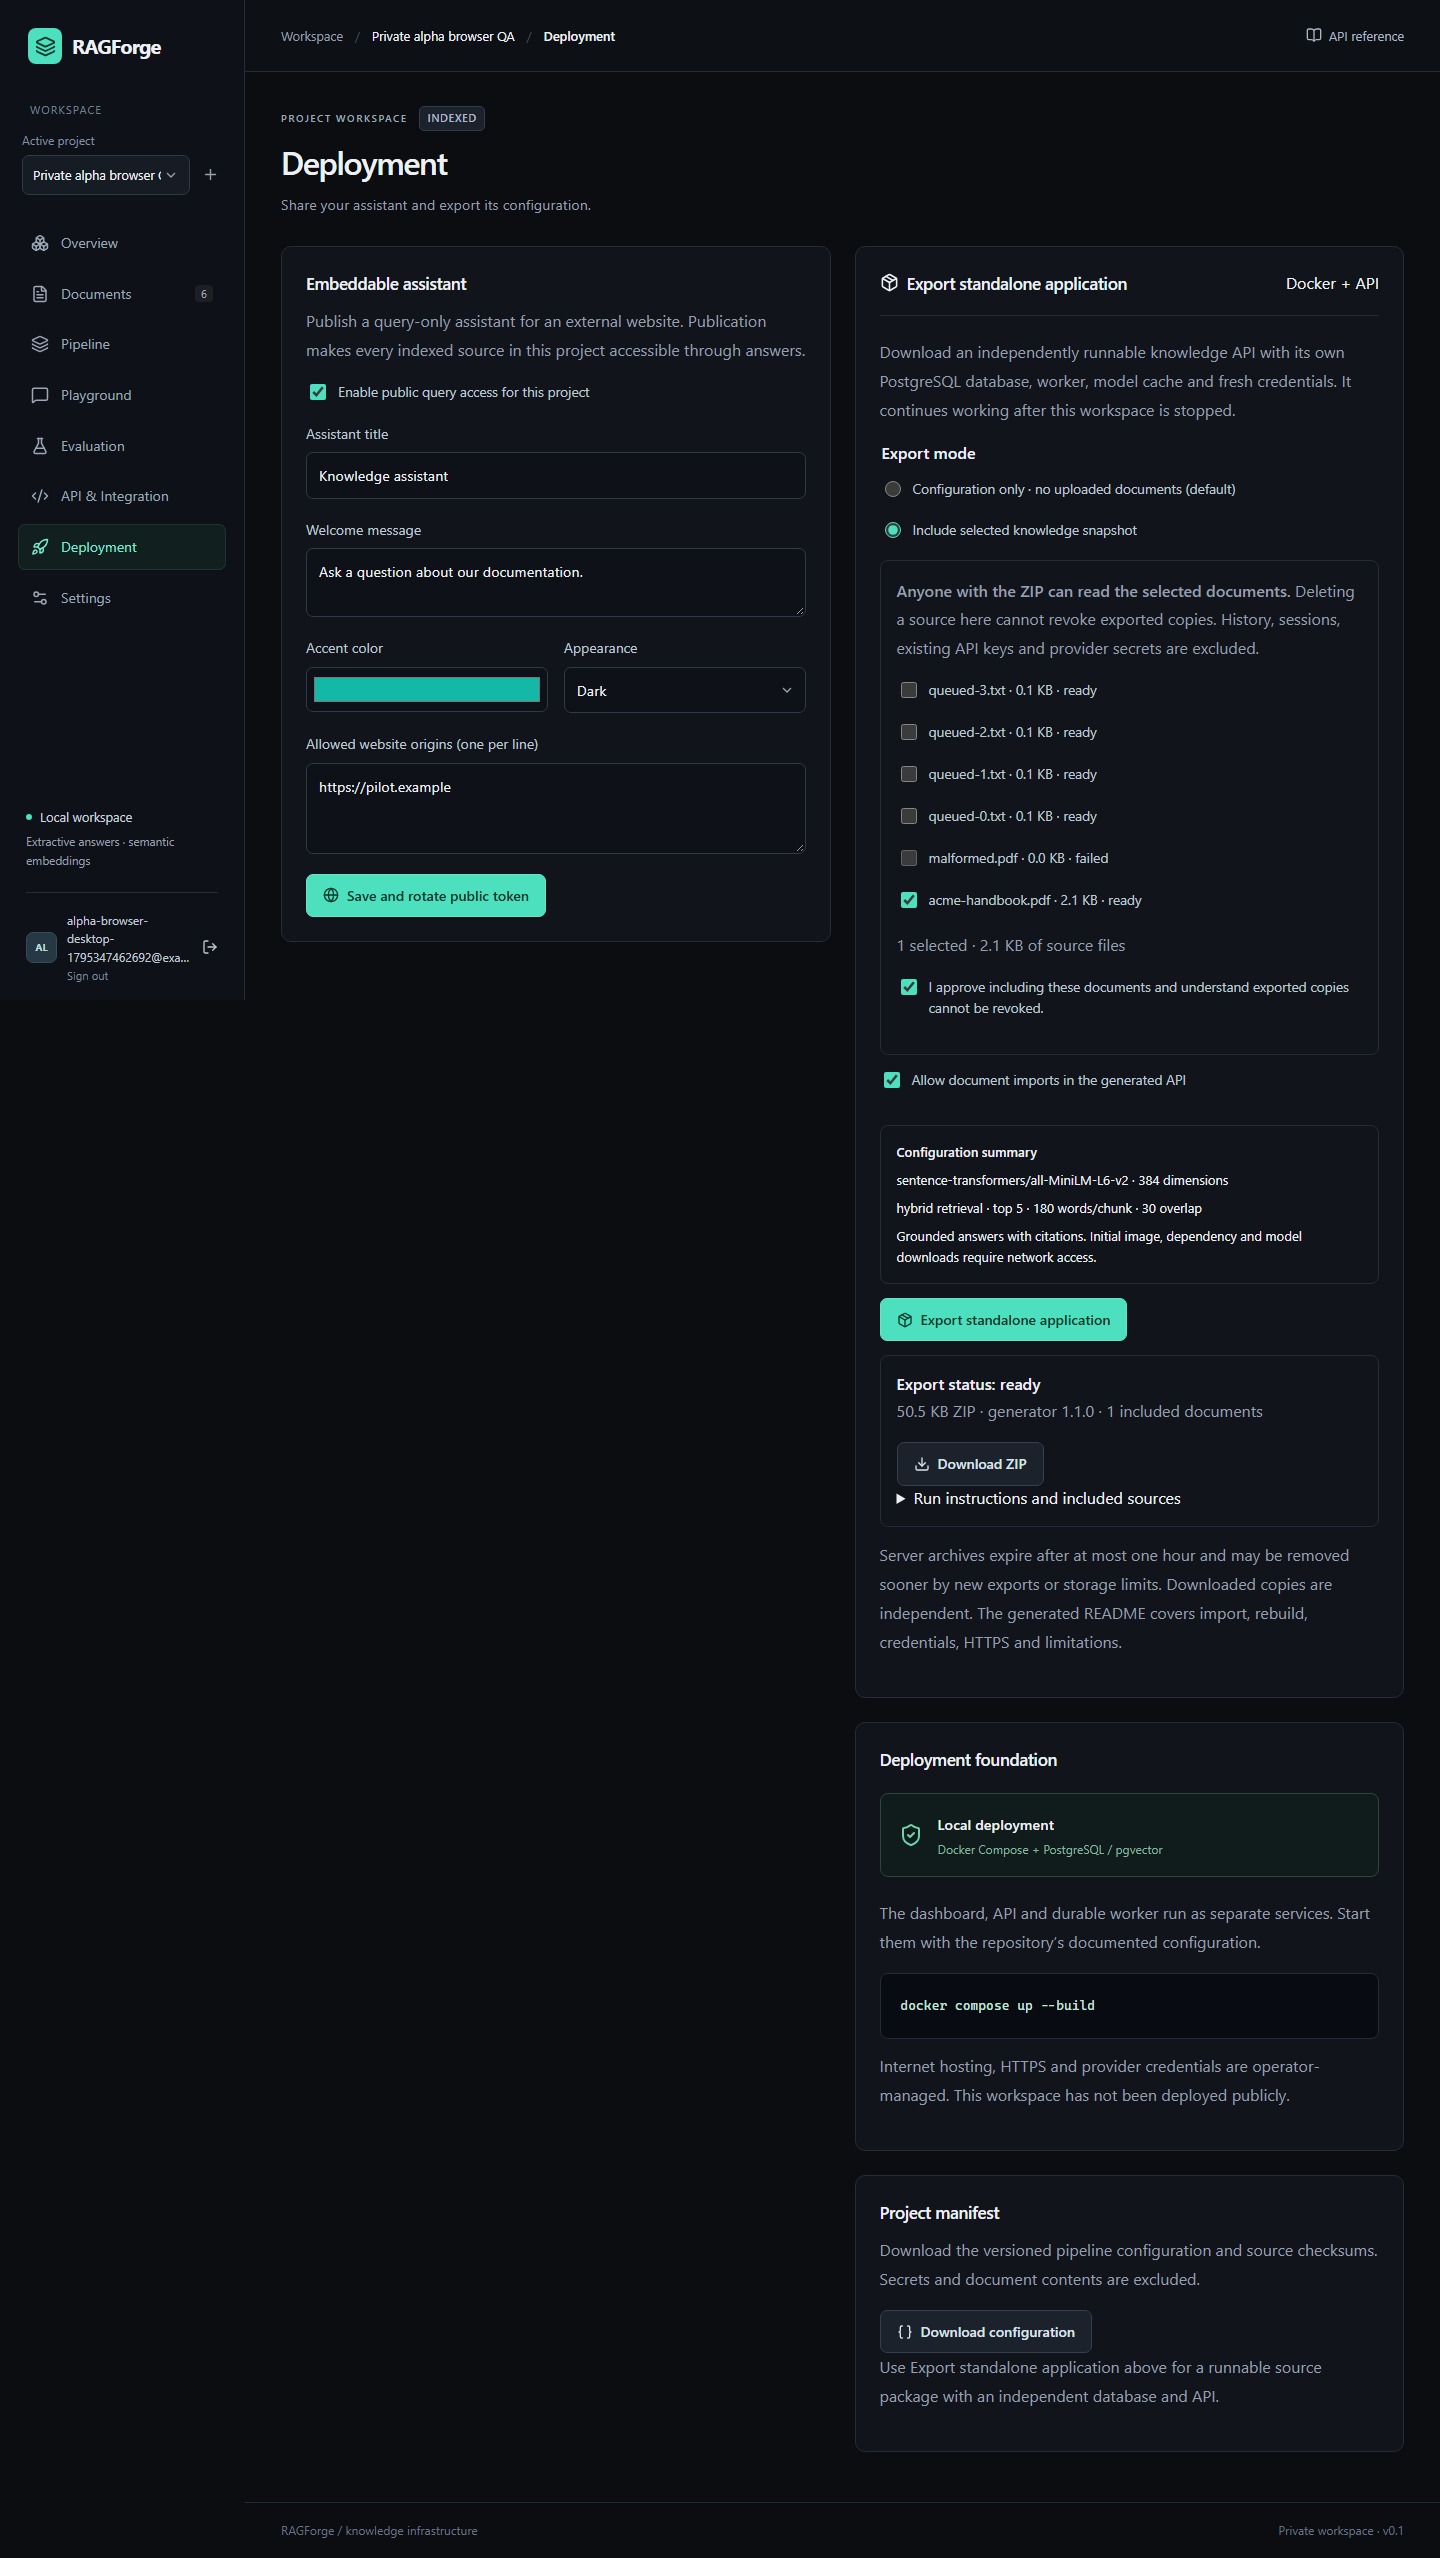 RAGForge
WORKSPACE
Active project
Private alpha browser
Overview
Documents 6
Pipeline
Playground
Evaluation
API & Integration
Deployment
Settings
Local workspace
Extractive answers · semantic
embeddings
AL
alpha-browser-
desktop-
1795347462692@exa...
Sign out
Workspace / Private alpha browser QA / Deployment
API reference
PROJECT WORKSPACE INDEXED
Deployment
Share your assistant and export its configuration.
Embeddable assistant
Publish a query-only assistant for an external website. Publication
makes every indexed source in this project accessible through answers.
Enable public query access for this project
Assistant title
Knowledge assistant
Welcome message
Ask a question about our documentation.
Accent color Appearance
Dark
Allowed website origins (one per line)
https://pilot.example
Save and rotate public token
Export standalone application Docker + API
Download an independently runnable knowledge API with its own
PostgreSQL database, worker, model cache and fresh credentials. It
continues working after this workspace is stopped.
Export mode
Configuration only · no uploaded documents (default)
Include selected knowledge snapshot
Anyone with the ZIP can read the selected documents. Deleting
a source here cannot revoke exported copies. History, sessions,
existing API keys and provider secrets are excluded.
queued-3.txt · 0.1 KB · ready
queued-2.txt · 0.1 KB · ready
queued-1.txt · 0.1 KB · ready
queued-0.txt · 0.1 KB · ready
malformed.pdf · 0.0 KB · failed
acme-handbook.pdf · 2.1 KB · ready
1 selected · 2.1 KB of source files
I approve including these documents and understand exported copies
cannot be revoked.
Allow document imports in the generated API
Configuration summary
sentence-transformers/all-MiniLM-L6-v2 · 384 dimensions
hybrid retrieval · top 5 · 180 words/chunk · 30 overlap
Grounded answers with citations. Initial image, dependency and model
downloads require network access.
Export standalone application
Export status: ready
50.5 KB ZIP · generator 1.1.0 · 1 included documents
Download ZIP
Run instructions and included sources
Server archives expire after at most one hour and may be removed
sooner by new exports or storage limits. Downloaded copies are
independent. The generated README covers import, rebuild,
credentials, HTTPS and limitations.
Deployment foundation
Local deployment
Docker Compose + PostgreSQL / pgvector
The dashboard, API and durable worker run as separate services. Start
them with the repository's documented configuration.
docker compose up --build
Internet hosting, HTTPS and provider credentials are operator-
managed. This workspace has not been deployed publicly.
Project manifest
Download the versioned pipeline configuration and source checksums.
Secrets and document contents are excluded.
{} Download configuration
Use Export standalone application above for a runnable source
package with an independent database and API.
RAGForge / knowledge infrastructure
Private workspace · v0.1